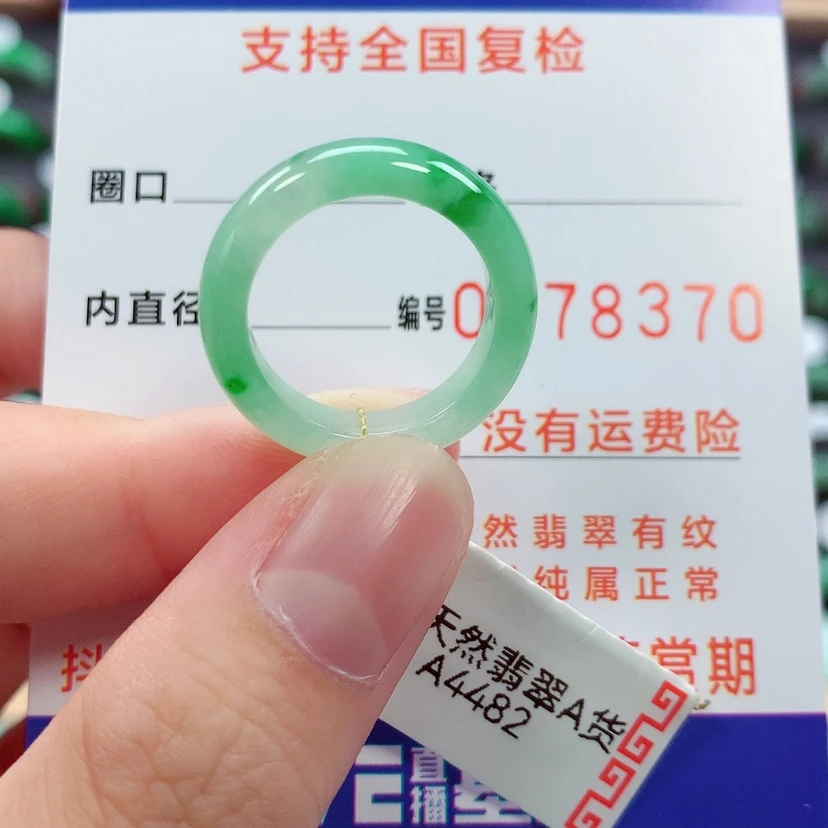 支持全国复检
圈口
内直径
编号0 78370
没有运费险
然翡翠有纹
纯属正常
抖 常期
天然翡翠A货
A4482
直播